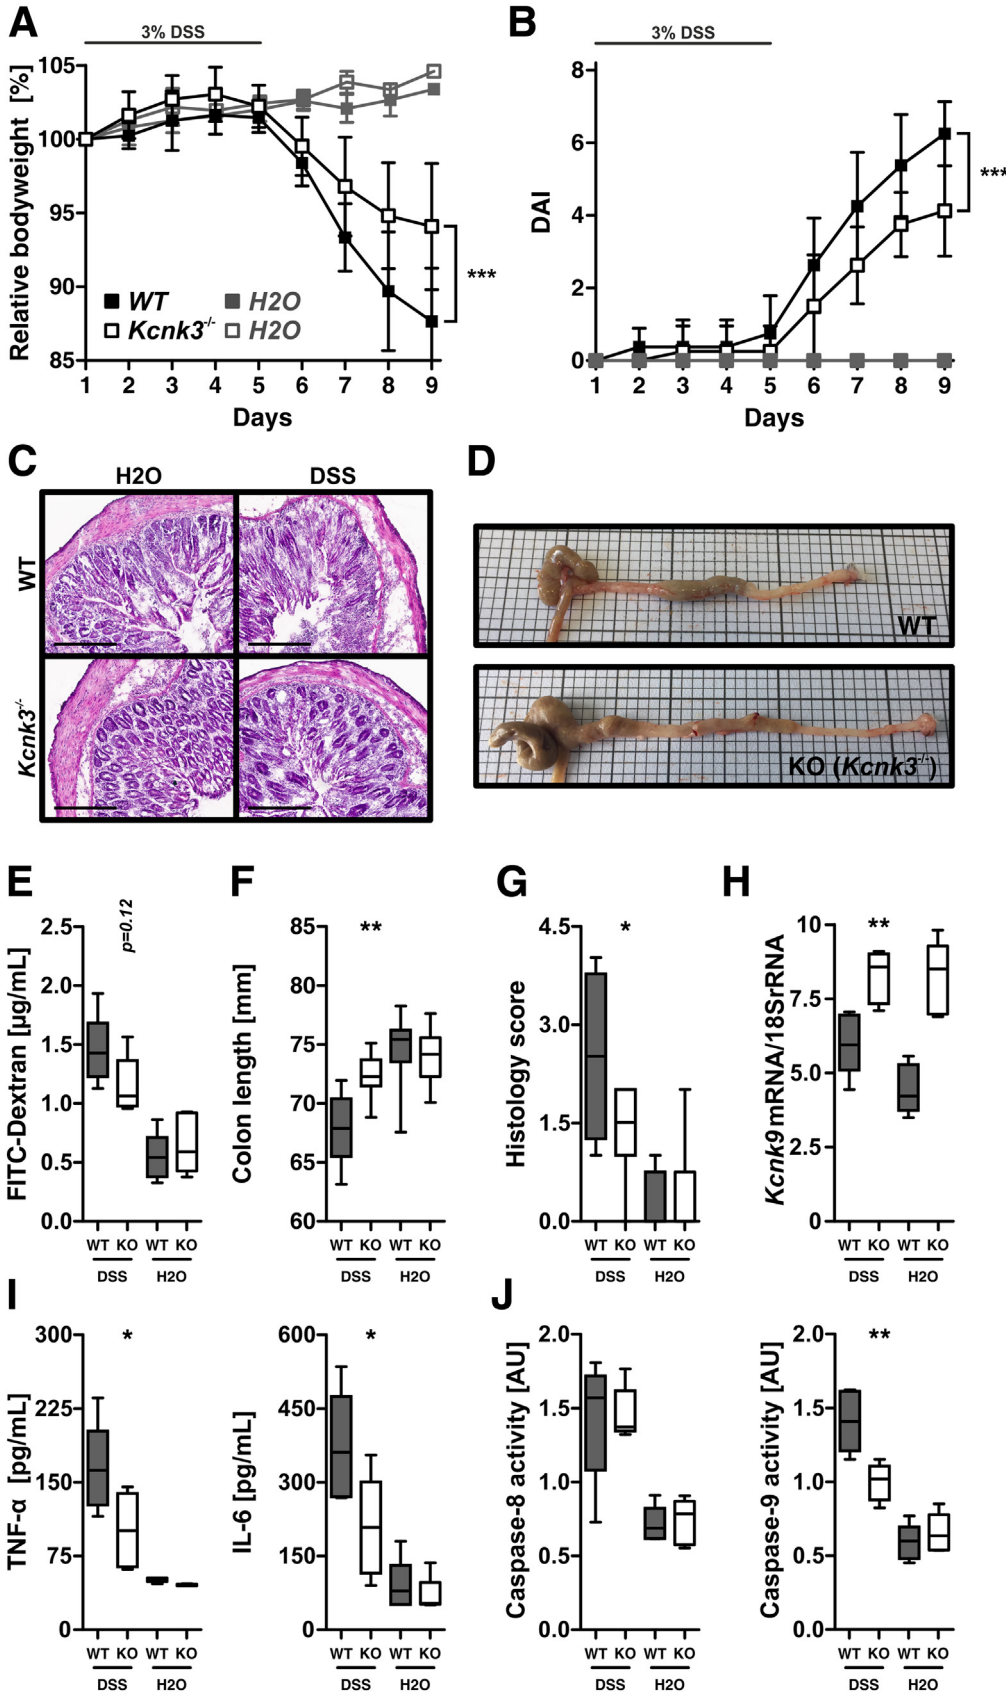 A
3% DSS
Relative bodyweight [%]
105
100
95
90
85
WT
H2O
Kcnk3-/-
H2O
***
1 2 3 4 5 6 7 8 9
Days
B
3% DSS
DAI
8
6
4
2
0
***
1 2 3 4 5 6 7 8 9
Days
C
H2O DSS
WT
Kcnk3-/-
D
WT
KO (Kcnk3-/-)
E
FITC-Dextran [µg/mL]
p=0.12
2.5
2.0
1.5
1.0
0.5
0.0
WT KO WT KO
DSS H2O
F
Colon length [mm]
**
85
80
75
70
65
60
WT KO WT KO
DSS H2O
G
Histology score
*
4.5
3.0
1.5
0.0
WT KO WT KO
DSS H2O
H
Kcnk9 mRNA/18SrRNA
**
10
7.5
5.0
2.5
0
WT KO WT KO
DSS H2O
I
TNF-α [pg/mL]
*
300
225
150
75
0
WT KO WT KO
DSS H2O
IL-6 [pg/mL]
*
600
450
300
150
0
WT KO WT KO
DSS H2O
J
Caspase-8 activity [AU]
2.0
1.5
1.0
0.5
0.0
WT KO WT KO
DSS H2O
Caspase-9 activity [AU]
**
2.0
1.5
1.0
0.5
0.0
WT KO WT KO
DSS H2O